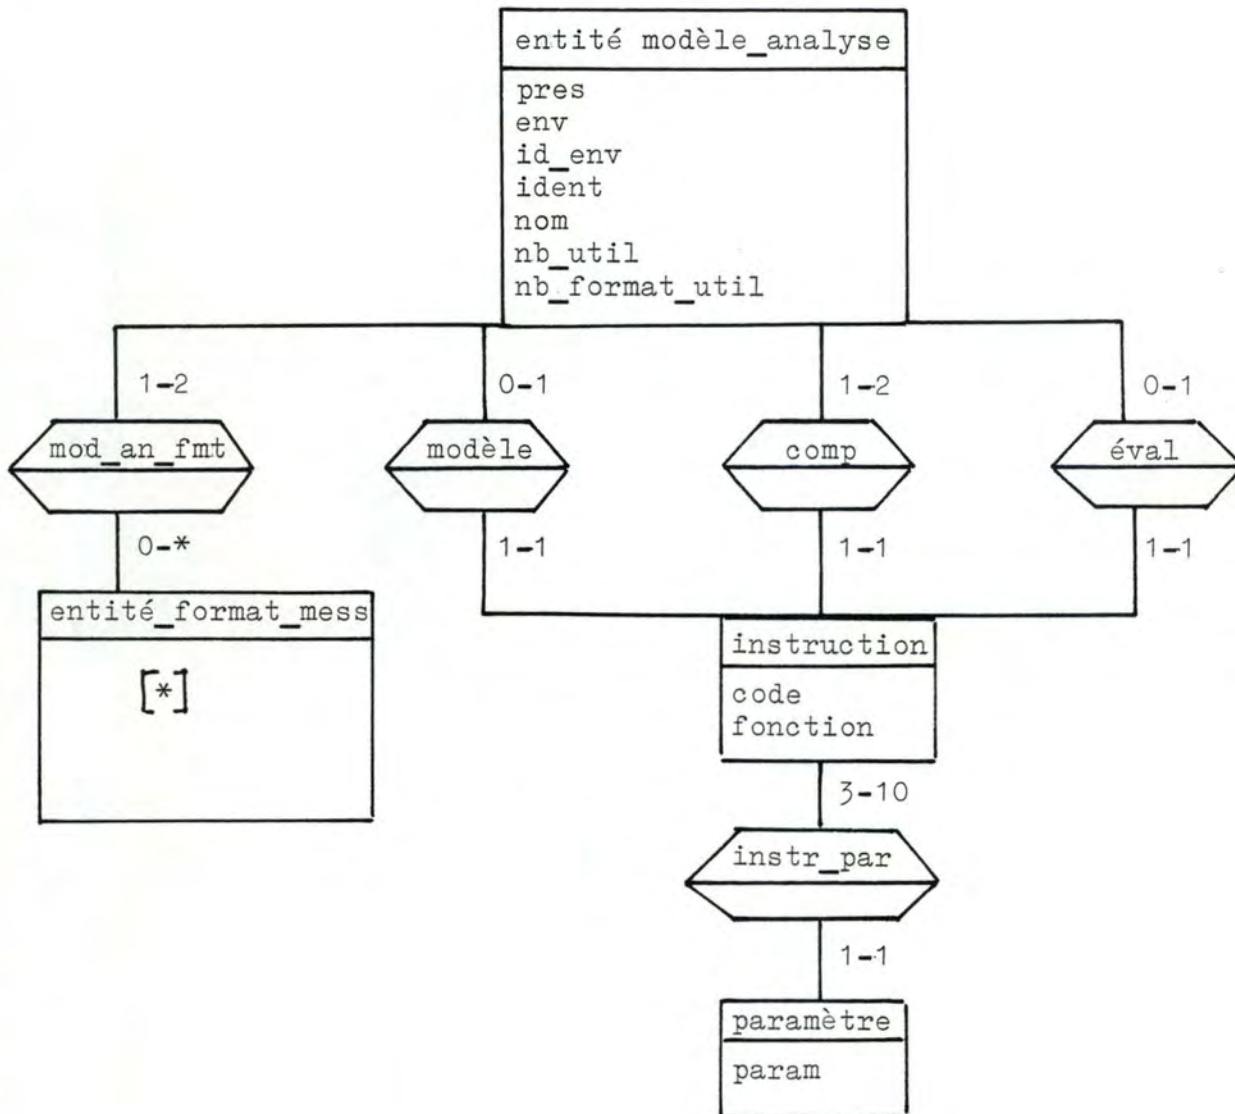 entité modèle_analyse
pres
env
id_env
ident
nom
nb_util
nb_format_util
1-2
0-1
1-2
0-1
mod_an_fmt
modèle
comp
éval
0-*
1-1
1-1
1-1
entité_format_mess
[*]
instruction
code
fonction
3-10
instr_par
1-1
paramètre
param